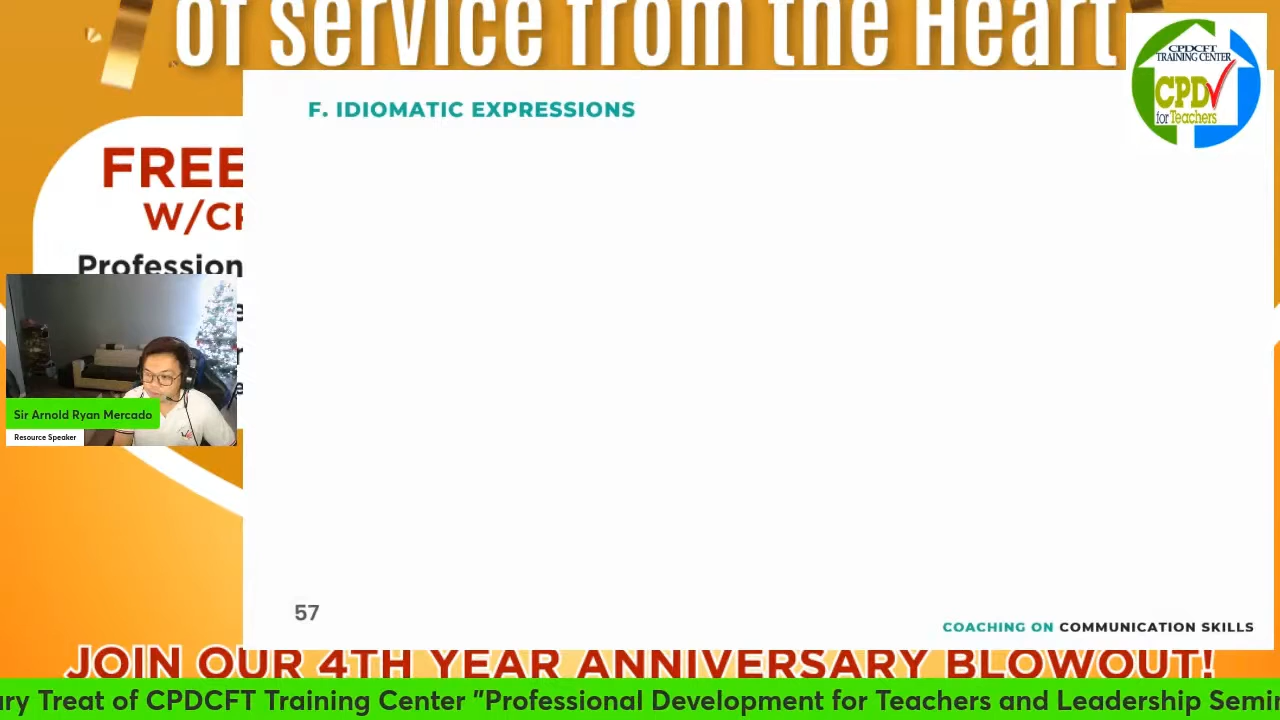 of service from the Heart
CPDCFT
TRAINING CENTER
CPD
for Teachers
F. IDIOMATIC EXPRESSIONS
FREE
W/CP
Profession
Sir Arnold Ryan Mercado
Resource Speaker
57
COACHING ON COMMUNICATION SKILLS
JOIN OUR 4TH YEAR ANNIVERSARY BLOWOUT!
ary Treat of CPDCFT Training Center "Professional Development for Teachers and Leadership Semin